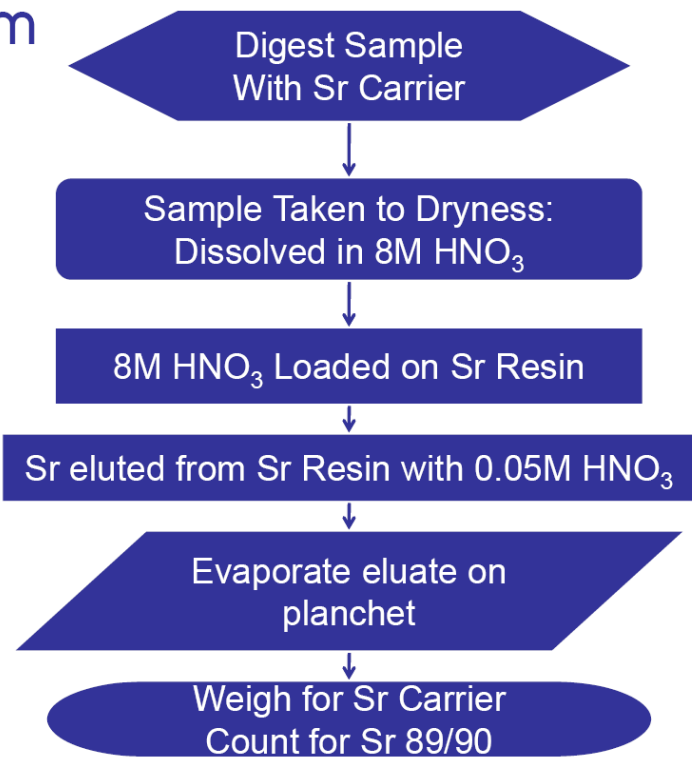 m
Digest Sample
With Sr Carrier
Sample Taken to Dryness:
Dissolved in 8M HNO₃
8M HNO₃ Loaded on Sr Resin
Sr eluted from Sr Resin with 0.05M HNO₃
Evaporate eluate on
planchet
Weigh for Sr Carrier
Count for Sr 89/90